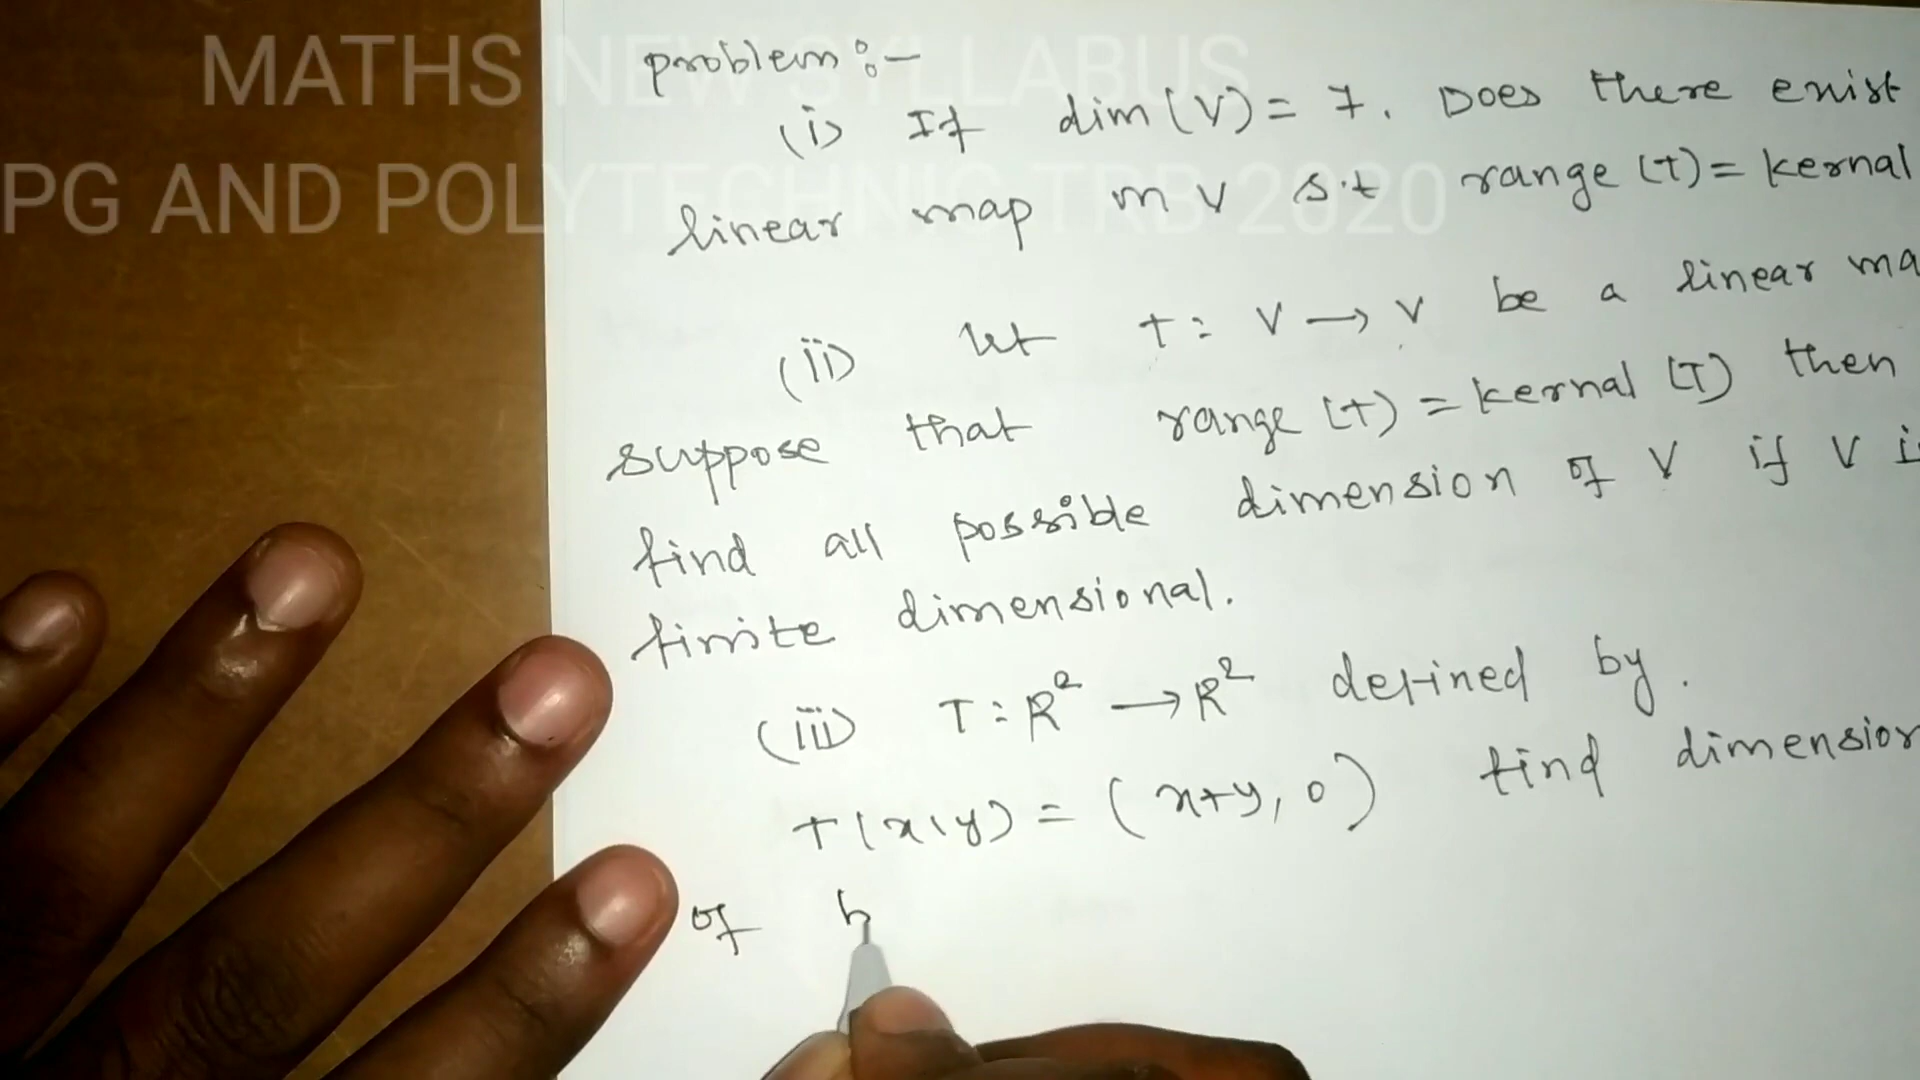 MATHS NEW SYLLABUS
PG AND POLYTECHNIC TRB 2020
problem :-
(i) If dim(V) = 7. Does there exist
linear map on V s.t range (T) = kernal
(ii) let T : V → V be a linear ma
suppose that range (T) = kernal (T) then
find all possible dimension of V if V i
finite dimensional.
(iii) T : R² → R² defined by.
T(x,y) = (x+y, 0) find dimension
of